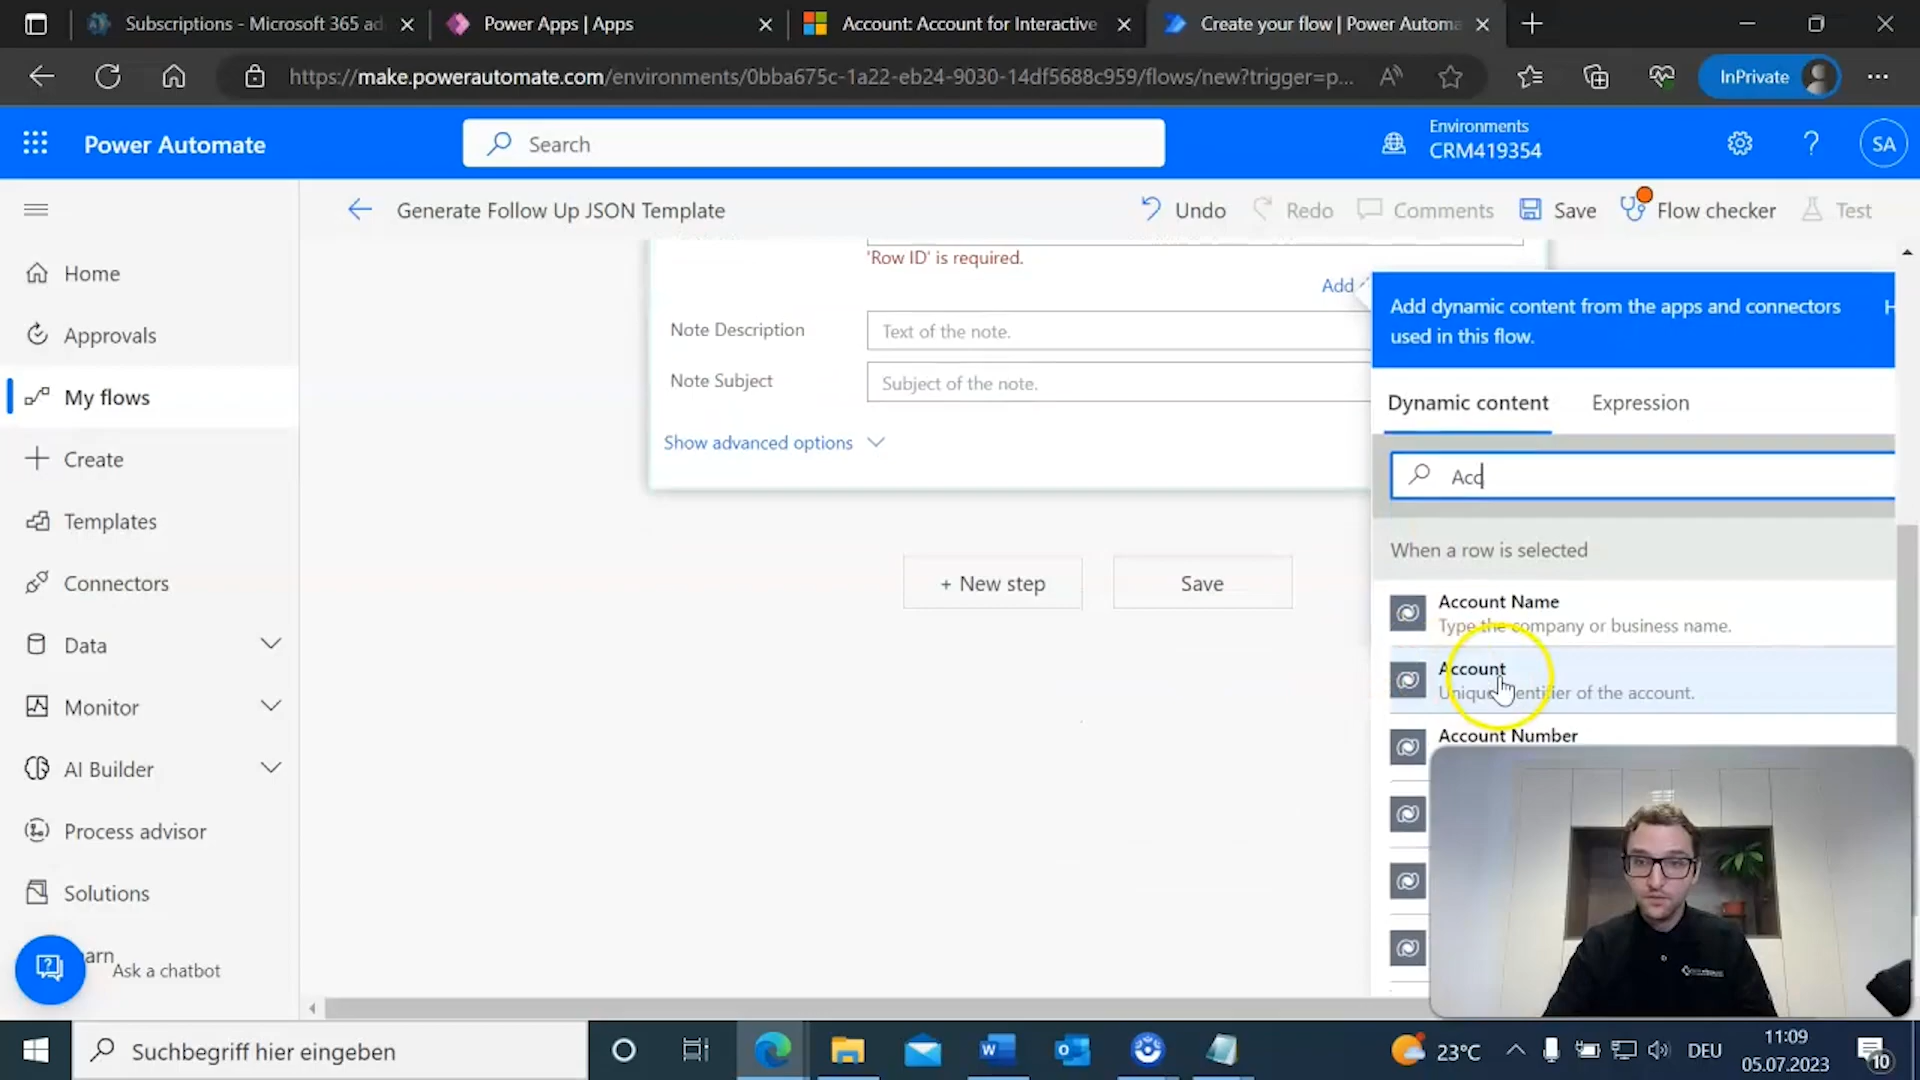 Subscriptions - Microsoft 365 ad
Power Apps | Apps
Account: Account for Interactive
Create your flow | Power Automa
https://make.powerautomate.com/environments/0bba675c-1a22-eb24-9030-14df5688c959/flows/new?trigger=p...
InPrivate
Power Automate
Search
Environments
CRM419354
SA
Generate Follow Up JSON Template
Undo
Redo
Comments
Save
Flow checker
Test
Home
Approvals
My flows
Create
Templates
Connectors
Data
Monitor
AI Builder
Process advisor
Solutions
arn
Ask a chatbot
'Row ID' is required.
Add
Note Description
Text of the note.
Note Subject
Subject of the note.
Show advanced options
+ New step
Save
Add dynamic content from the apps and connectors
used in this flow.
Dynamic content
Expression
Acc
When a row is selected
Account Name
Type the company or business name.
Account
Unique identifier of the account.
Account Number
Suchbegriff hier eingeben
23°C
DEU
11:09
05.07.2023
10